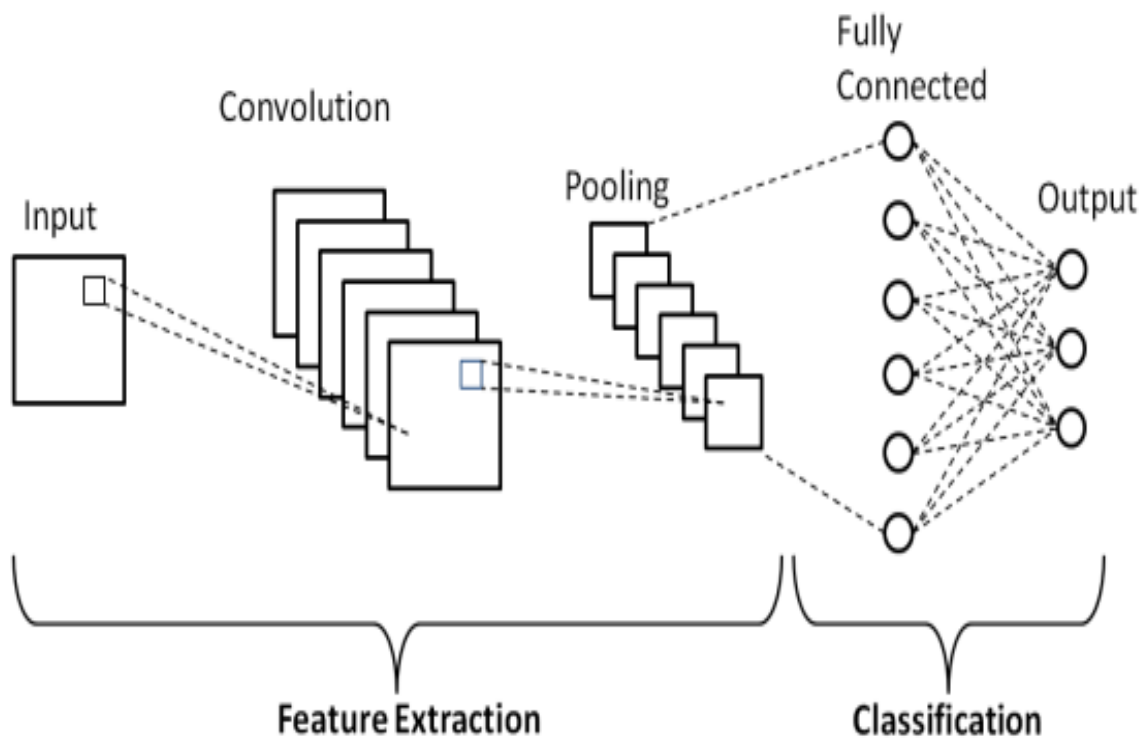 Input
Convolution
Pooling
Fully
Connected
Output
Feature Extraction
Classification